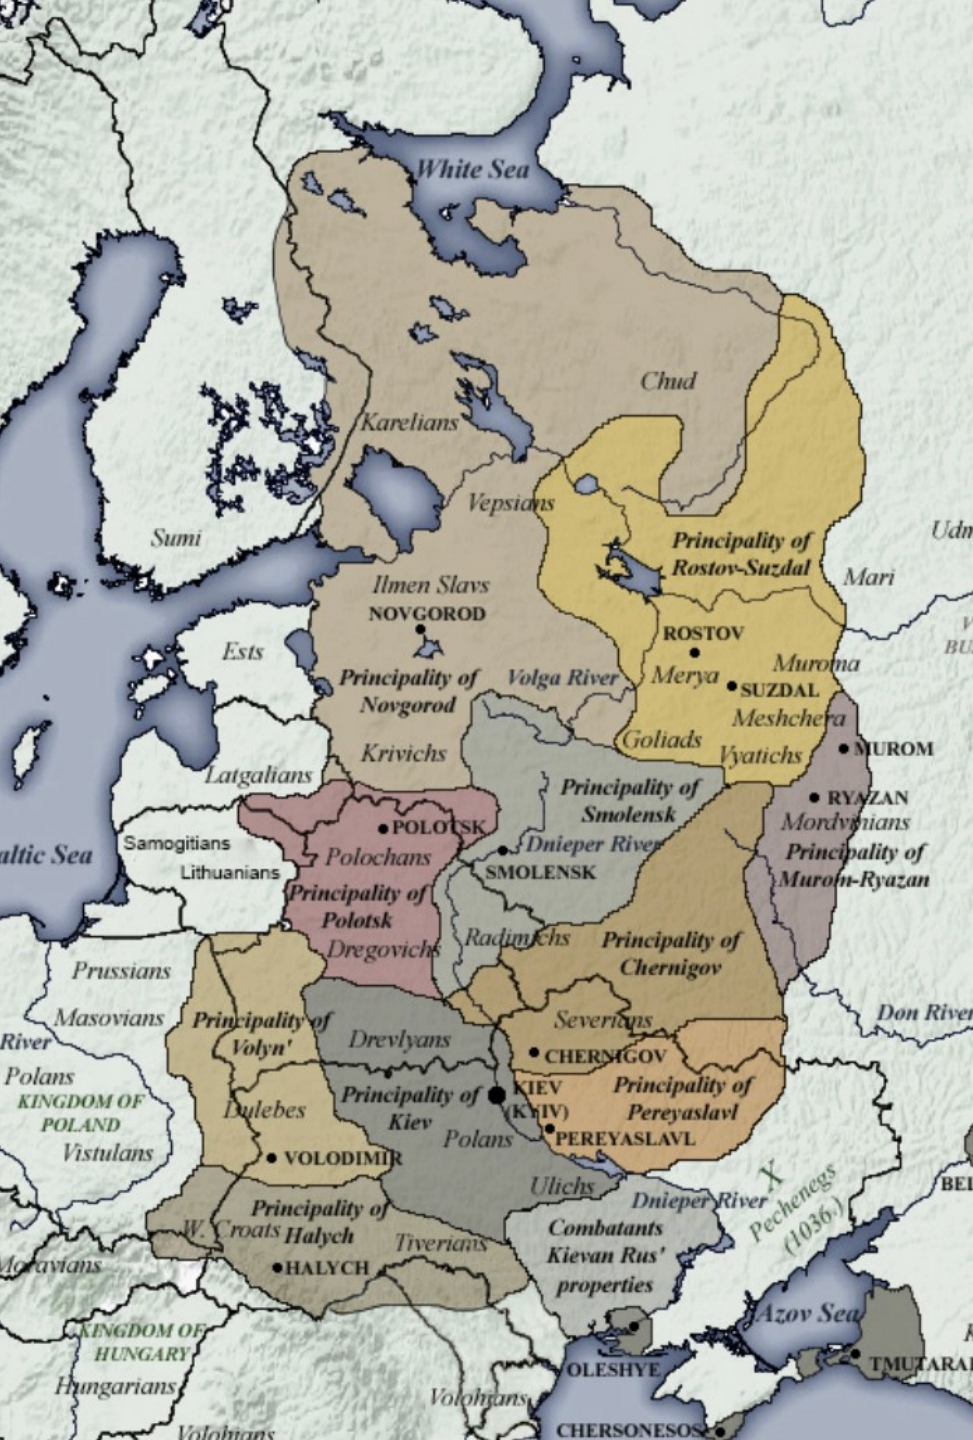 White Sea
Chud
Karelians
Vepsians
Sumi
Principality of
Rostov-Suzdal
Mari
Ilmen Slavs
NOVGOROD
Ests
ROSTOV
Merya
Muroma
SUZDAL
Principality of
Novgorod
Volga River
Meshchera
Goliads
Vyatichs
MUROM
Krivichs
Latgalians
Principality of
Smolensk
RYAZAN
Mordvinians
Principality of
Murom-Ryazan
POLOTSK
Polochans
Samogitians
Lithuanians
Dnieper River
SMOLENSK
Principality of
Polotsk
Dregovichs
Radimichs
Principality of
Chernigov
Prussians
Masovians
River
Principality of
Volyn'
Drevlyans
Severians
Don River
CHERNIGOV
Polans
KINGDOM OF
POLAND
Vistulans
Dulebes
Principality of
Kiev
KIEV
(KYIV)
Principality of
Pereyaslavl
Polans
PEREYASLAVL
VOLODIMIR
Ulichs
Dnieper River
X
Pechenegs
(1036.)
W. Croats
Principality of
Halych
Tiverians
HALYCH
Combatants
Kievan Rus'
properties
Azov Sea
KINGDOM OF
HUNGARY
Hungarians
OLESHYE
Volohians
Volohians
CHERSONESOS